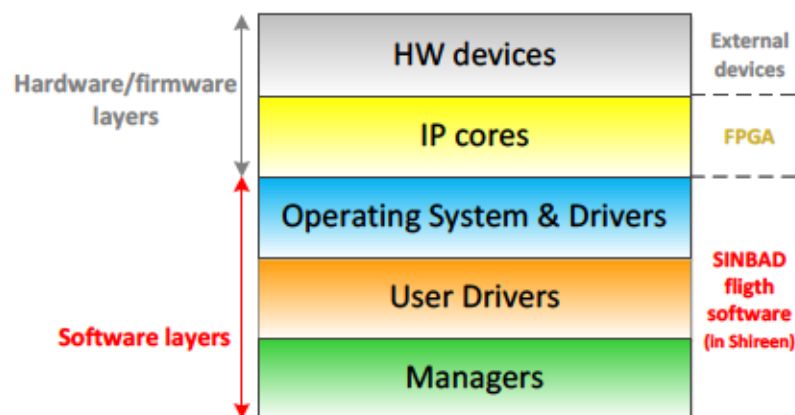 HW devices
External
devices
Hardware/firmware
layers
IP cores
FPGA
Operating System & Drivers
User Drivers
SINBAD
fligth
software
(in Shireen)
Software layers
Managers